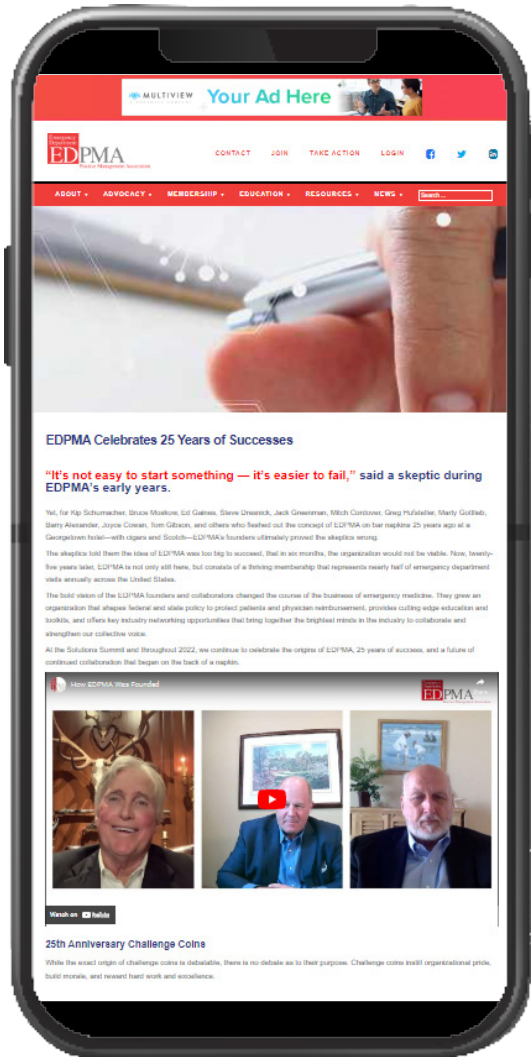 MULTIVIEW
Your Ad Here
Emergency
Department
EDPMA
Practice Management Association
CONTACT JOIN TAKE ACTION LOGIN
ABOUT ADVOCACY MEMBERSHIP EDUCATION RESOURCES NEWS Search...
EDPMA Celebrates 25 Years of Successes
“It’s not easy to start something — it’s easier to fail,” said a skeptic during
EDPMA’s early years.
Yet, for Kip Schumacher, Bruce Moskow, Ed Gaines, Steve Dresnick, Jack Greenman, Mitch Cordover, Greg Hufstetler, Marty Gottlieb,
Barry Alexander, Joyce Cowan, Tom Gibson, and others who fleshed out the concept of EDPMA on bar napkins 25 years ago at a
Georgetown hotel—with cigars and Scotch—EDPMA’s founders ultimately proved the skeptics wrong.
The skeptics told them the idea of EDPMA was too big to succeed, that in six months, the organization would not be viable. Now, twenty-
five years later, EDPMA is not only still here, but consists of a thriving membership that represents nearly half of emergency department
visits annually across the United States.
The bold vision of the EDPMA founders and collaborators changed the course of the business of emergency medicine. They grew an
organization that shapes federal and state policy to protect patients and physician reimbursement, provides cutting edge education and
toolkits, and offers key industry networking opportunities that bring together the brightest minds in the industry to collaborate and
strengthen our collective voice.
At the Solutions Summit and throughout 2022, we continue to celebrate the origins of EDPMA, 25 years of success, and a future of
continued collaboration that began on the back of a napkin.
How EDPMA Was Founded
EDPMA
Watch on YouTube
25th Anniversary Challenge Coins
While the exact origin of challenge coins is debatable, there is no debate as to their purpose. Challenge coins instill organizational pride,
build morale, and reward hard work and excellence.